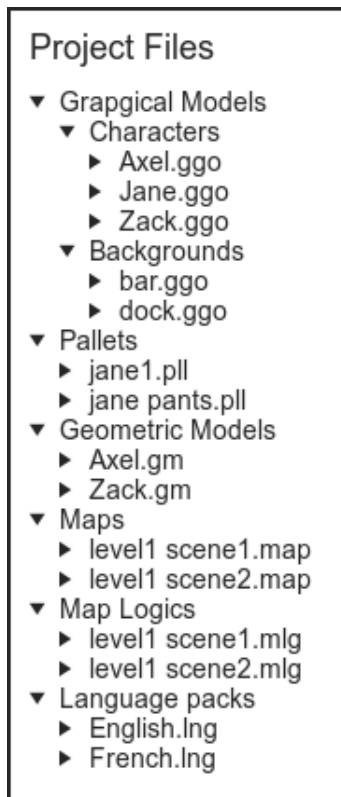 Project Files
Grapgical Models
Characters
Axel.ggo
Jane.ggo
Zack.ggo
Backgrounds
bar.ggo
dock.ggo
Pallets
jane1.pll
jane pants.pll
Geometric Models
Axel.gm
Zack.gm
Maps
level1 scene1.map
level1 scene2.map
Map Logics
level1 scene1.mlg
level1 scene2.mlg
Language packs
English.lng
French.lng